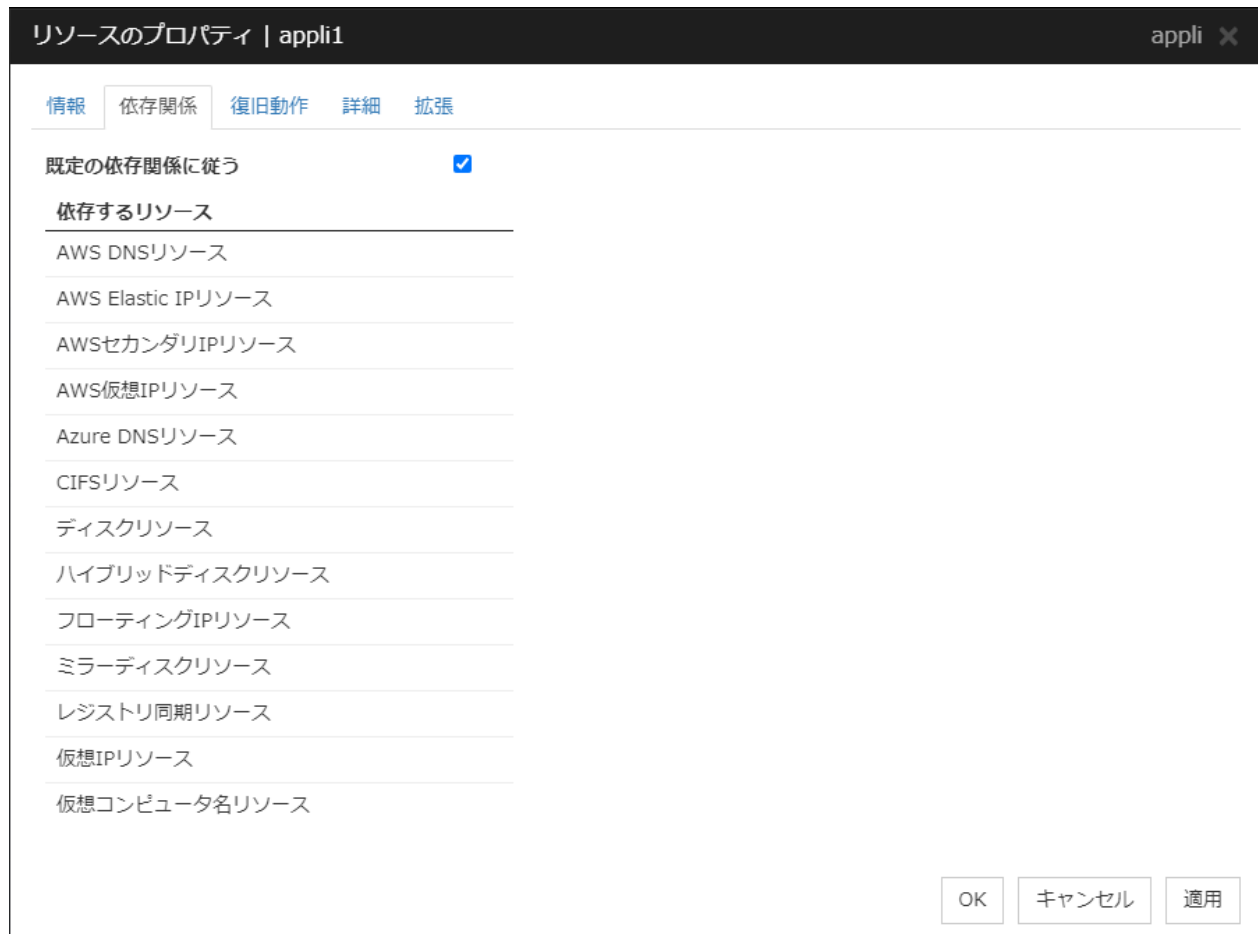 リソースのプロパティ | appli1 appli ×
情報 依存関係 復旧動作 詳細 拡張
既定の依存関係に従う
依存するリソース
AWS DNSリソース
AWS Elastic IPリソース
AWSセカンダリIPリソース
AWS仮想IPリソース
Azure DNSリソース
CIFSリソース
ディスクリソース
ハイブリッドディスクリソース
フローティングIPリソース
ミラーディスクリソース
レジストリ同期リソース
仮想IPリソース
仮想コンピュータ名リソース
OK キャンセル 適用